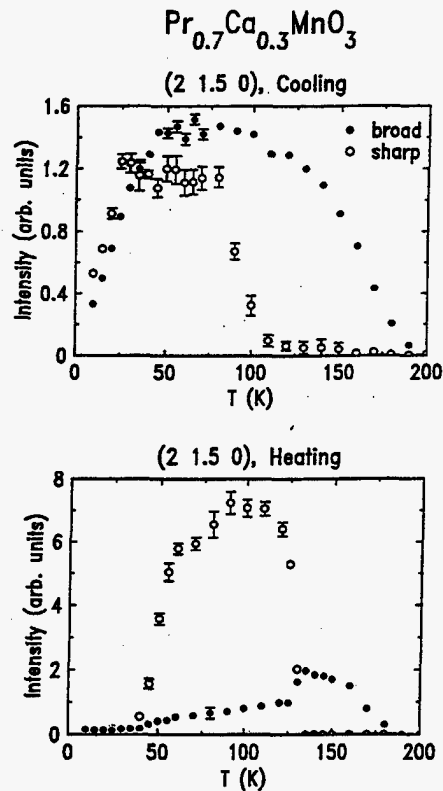 Pr0.7Ca0.3MnO3
(2 1.5 0), Cooling
1.6
1.2
0.8
0.4
0
Intensity (arb. units)
broad
sharp
0 50 100 150 200
T (K)
(2 1.5 0), Heating
8
6
4
2
0
Intensity (arb. units)
0 50 100 150 200
T (K)